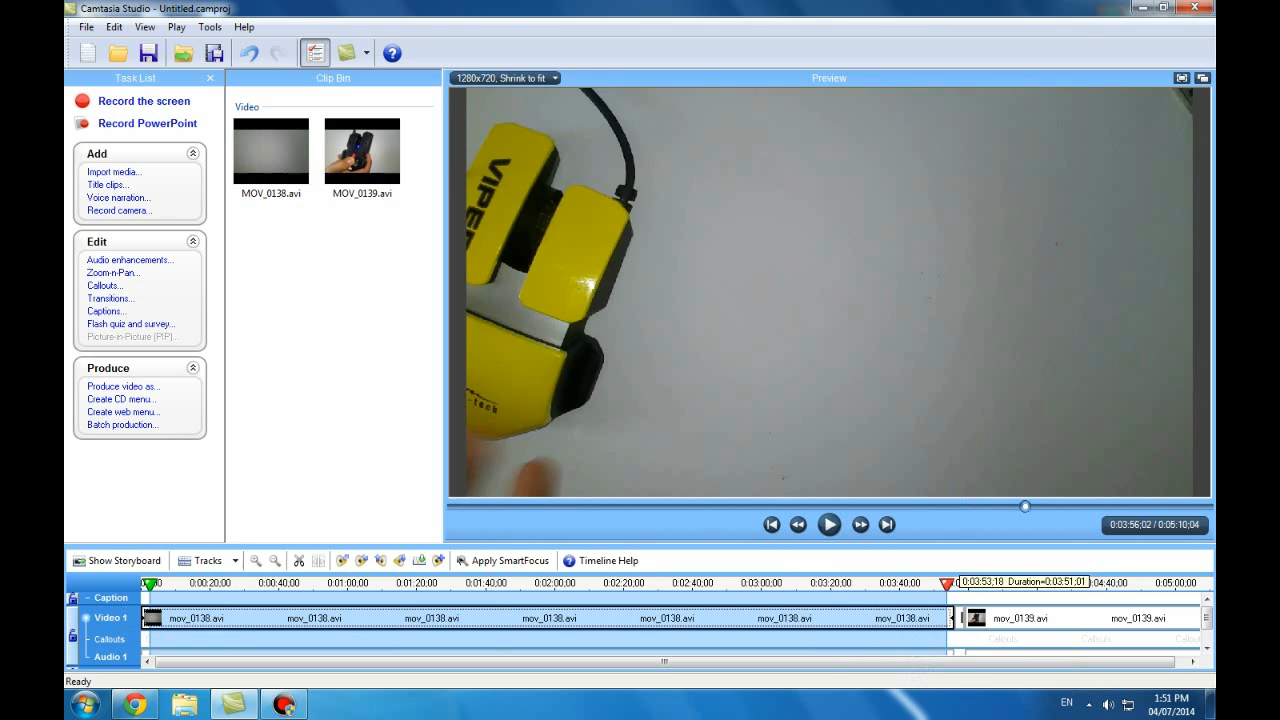 Camtasia Studio - Untitled.camproj
File Edit View Play Tools Help
Task List
Clip Bin
1280x720, Shrink to fit
Preview
Record the screen
Record PowerPoint
Add
Import media...
Title clips...
Voice narration...
Record camera...
Edit
Audio enhancements...
Zoom-n-Pan...
Callouts...
Transitions...
Captions...
Flash quiz and survey...
Picture-in-Picture (PIP)...
Produce
Produce video as...
Create CD menu...
Create web menu...
Batch production...
Video
MOV_0138.avi
MOV_0139.avi
-tech
0:03:56;02 / 0:05:10;04
Show Storyboard Tracks Apply SmartFocus Timeline Help
0:00:20;00 0:00:40;00 0:01:00;00 0:01:20;00 0:01:40;00 0:02:00;00 0:02:20;00 0:02:40;00 0:03:00;00 0:03:20;00 0:03:40;00 0:03:53;18 Duration=0:03:51;01 0:04:40;00 0:05:00;00
Caption
Video 1 mov_0138.avi mov_0138.avi mov_0138.avi mov_0138.avi mov_0138.avi mov_0138.avi mov_0138.avi mov_0139.avi mov_0139.avi
Callouts Callouts Callouts
Audio 1
Ready
EN
1:51 PM
04/07/2014